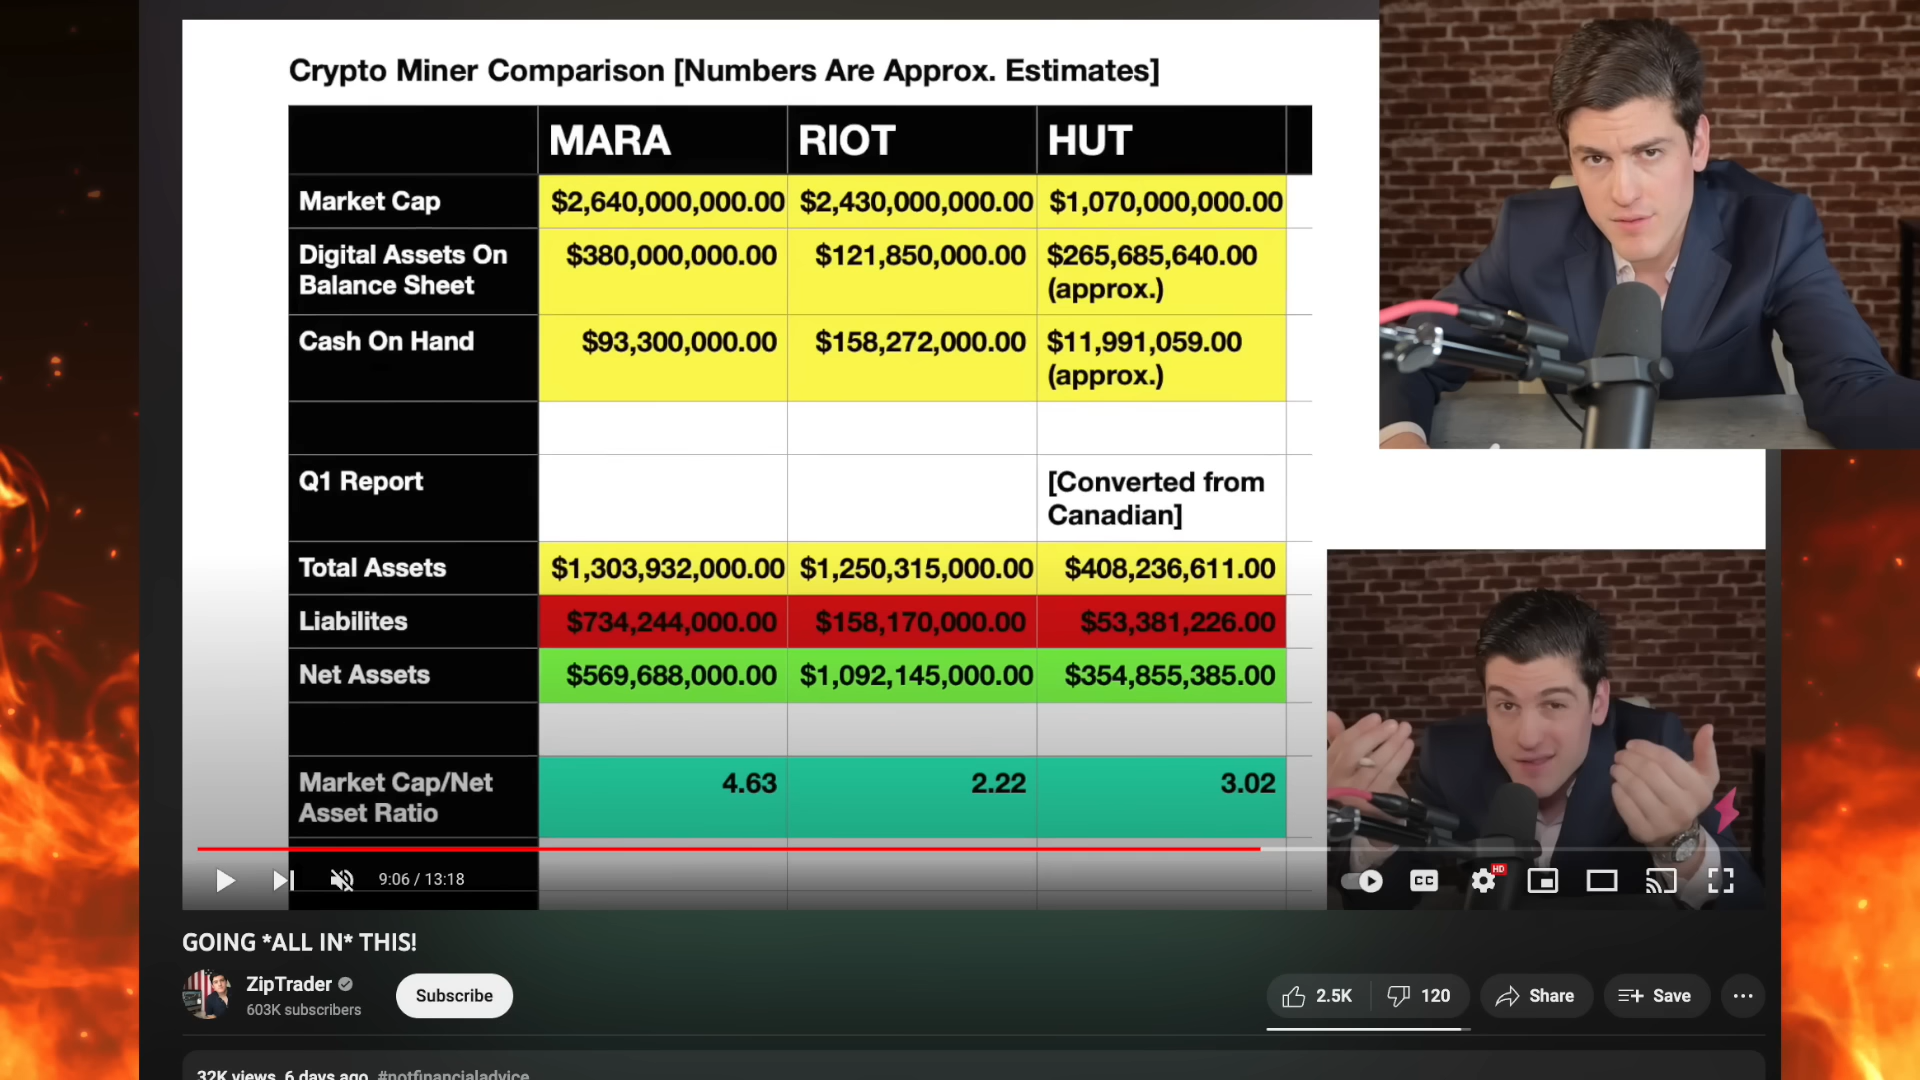 Crypto Miner Comparison [Numbers Are Approx. Estimates]
MARA RIOT HUT
Market Cap $2,640,000,000.00 $2,430,000,000.00 $1,070,000,000.00
Digital Assets On $380,000,000.00 $121,850,000.00 $265,685,640.00
Balance Sheet (approx.)
Cash On Hand $93,300,000.00 $158,272,000.00 $11,991,059.00
(approx.)
Q1 Report [Converted from
Canadian]
Total Assets $1,303,932,000.00 $1,250,315,000.00 $408,236,611.00
Liabilites $734,244,000.00 $158,170,000.00 $53,381,226.00
Net Assets $569,688,000.00 $1,092,145,000.00 $354,855,385.00
Market Cap/Net 4.63 2.22 3.02
Asset Ratio
9:06 / 13:18 CC HD
GOING *ALL IN* THIS!
ZipTrader
603K subscribers
Subscribe
2.5K 120 Share Save
32K views 6 days ago #notfinancialadvice